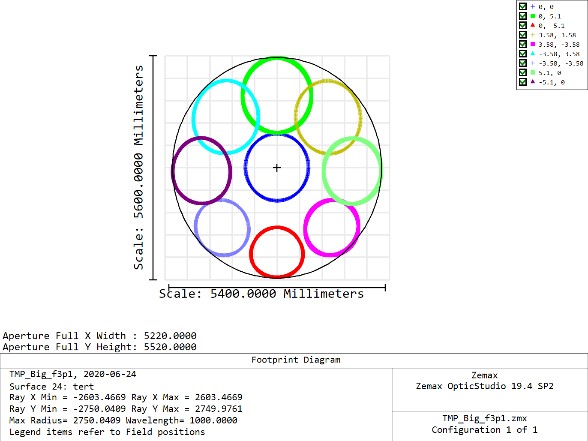 0, 0
0, 5.1
0, -5.1
3.58, 3.58
3.58, -3.58
-3.58, 3.58
-3.58, -3.58
5.1, 0
-5.1, 0
Scale: 5600.0000 Millimeters
Scale: 5400.0000 Millimeters
Aperture Full X Width : 5220.0000
Aperture Full Y Height: 5520.0000
Footprint Diagram
TMP_Big_f3p1, 2020-06-24
Surface 24: tert
Ray X Min = -2603.4669 Ray X Max = 2603.4669
Ray Y Min = -2750.0409 Ray Y Max = 2749.9761
Max Radius= 2750.0409 Wavelength= 1000.0000
Legend items refer to Field positions
Zemax
Zemax OpticStudio 19.4 SP2
TMP_Big_f3p1.zmx
Configuration 1 of 1